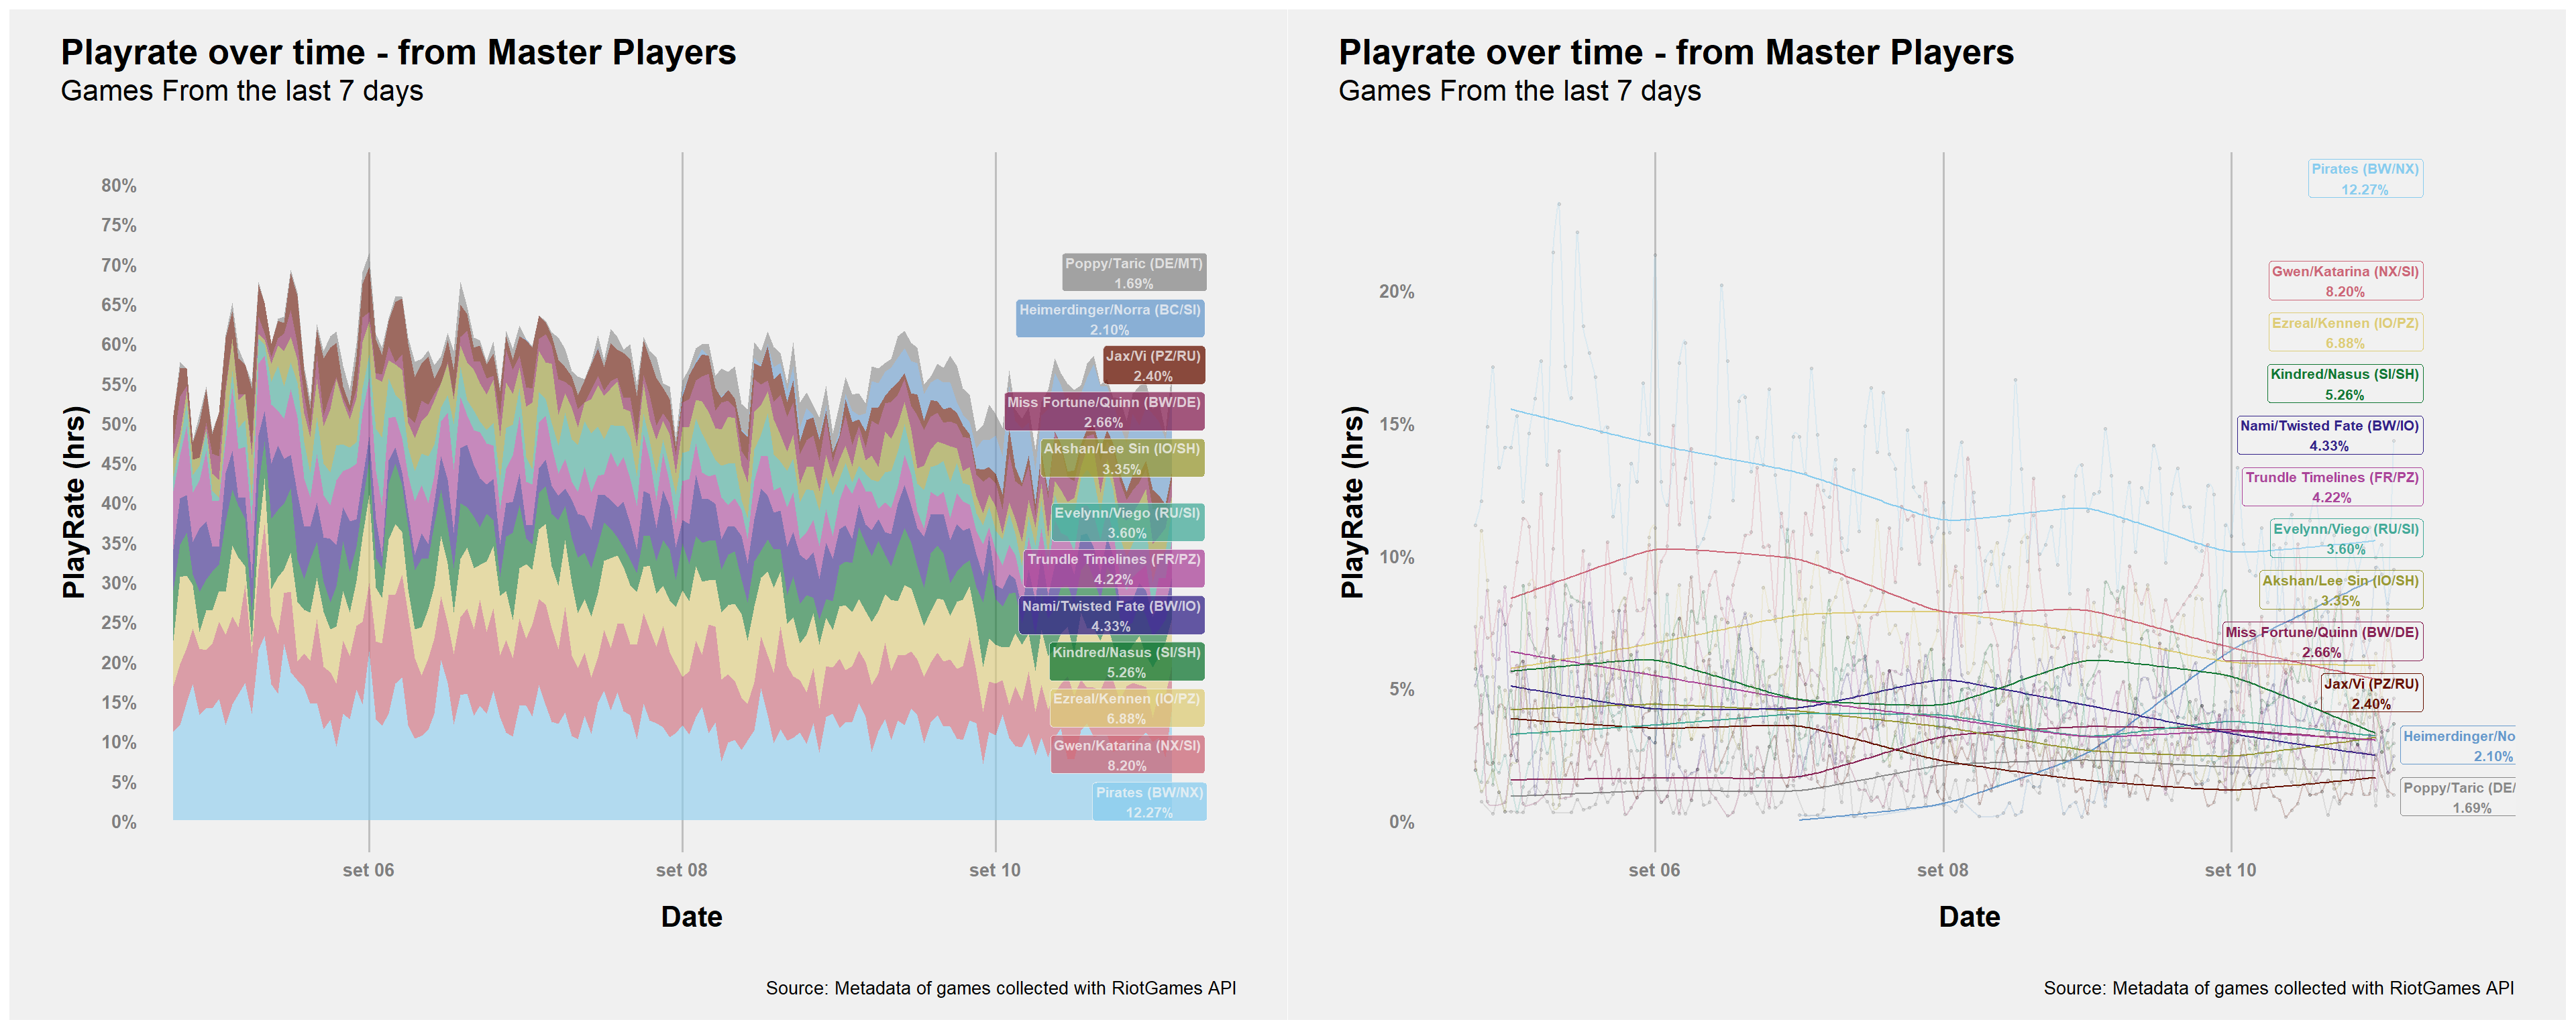 Playrate over time - from Master Players
Games From the last 7 days
PlayRate (hrs)
80%
75%
70%
65%
60%
55%
50%
45%
40%
35%
30%
25%
20%
15%
10%
5%
0%
Poppy/Taric (DE/MT)
1.69%
Heimerdinger/Norra (BC/SI)
2.10%
Jax/Vi (PZ/RU)
2.40%
Miss Fortune/Quinn (BW/DE)
2.66%
Akshan/Lee Sin (IO/SH)
3.35%
Evelynn/Viego (RU/SI)
3.60%
Trundle Timelines (FR/PZ)
4.22%
Nami/Twisted Fate (BW/IO)
4.33%
Kindred/Nasus (SI/SH)
5.26%
Ezreal/Kennen (IO/PZ)
6.88%
Gwen/Katarina (NX/SI)
8.20%
Pirates (BW/NX)
12.27%
set 06
set 08
set 10
Date
Source: Metadata of games collected with RiotGames API
Playrate over time - from Master Players
Games From the last 7 days
PlayRate (hrs)
20%
15%
10%
5%
0%
Pirates (BW/NX)
12.27%
Gwen/Katarina (NX/SI)
8.20%
Ezreal/Kennen (IO/PZ)
6.88%
Kindred/Nasus (SI/SH)
5.26%
Nami/Twisted Fate (BW/IO)
4.33%
Trundle Timelines (FR/PZ)
4.22%
Evelynn/Viego (RU/SI)
3.60%
Akshan/Lee Sin (IO/SH)
3.35%
Miss Fortune/Quinn (BW/DE)
2.66%
Jax/Vi (PZ/RU)
2.40%
Heimerdinger/No
2.10%
Poppy/Taric (DE/
1.69%
set 06
set 08
set 10
Date
Source: Metadata of games collected with RiotGames API